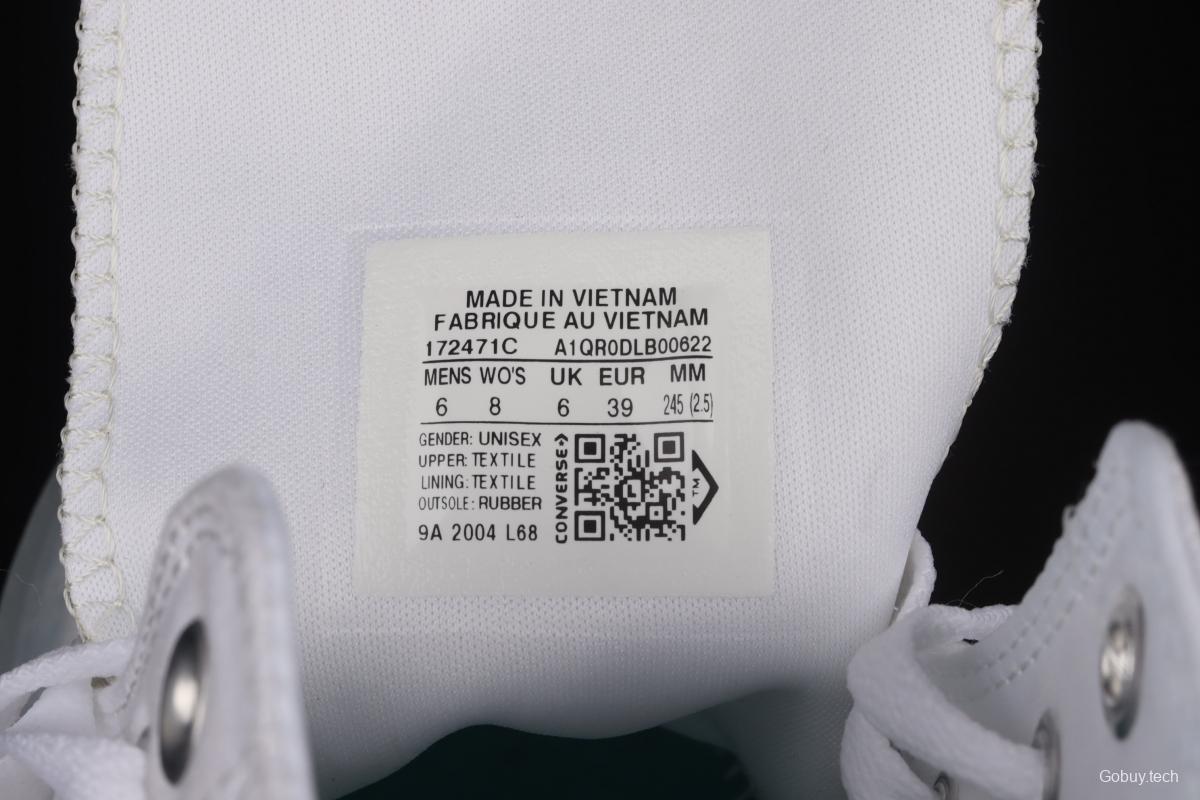 MADE IN VIETNAM
FABRIQUE AU VIETNAM
172471C A1QR0DLB00622
MENS WO'S UK EUR MM
6 8 6 39 245 (2.5)
GENDER: UNISEX
UPPER: TEXTILE
LINING: TEXTILE
OUTSOLE: RUBBER
9A 2004 L68
CONVERSE
TM
Gobuy.tech